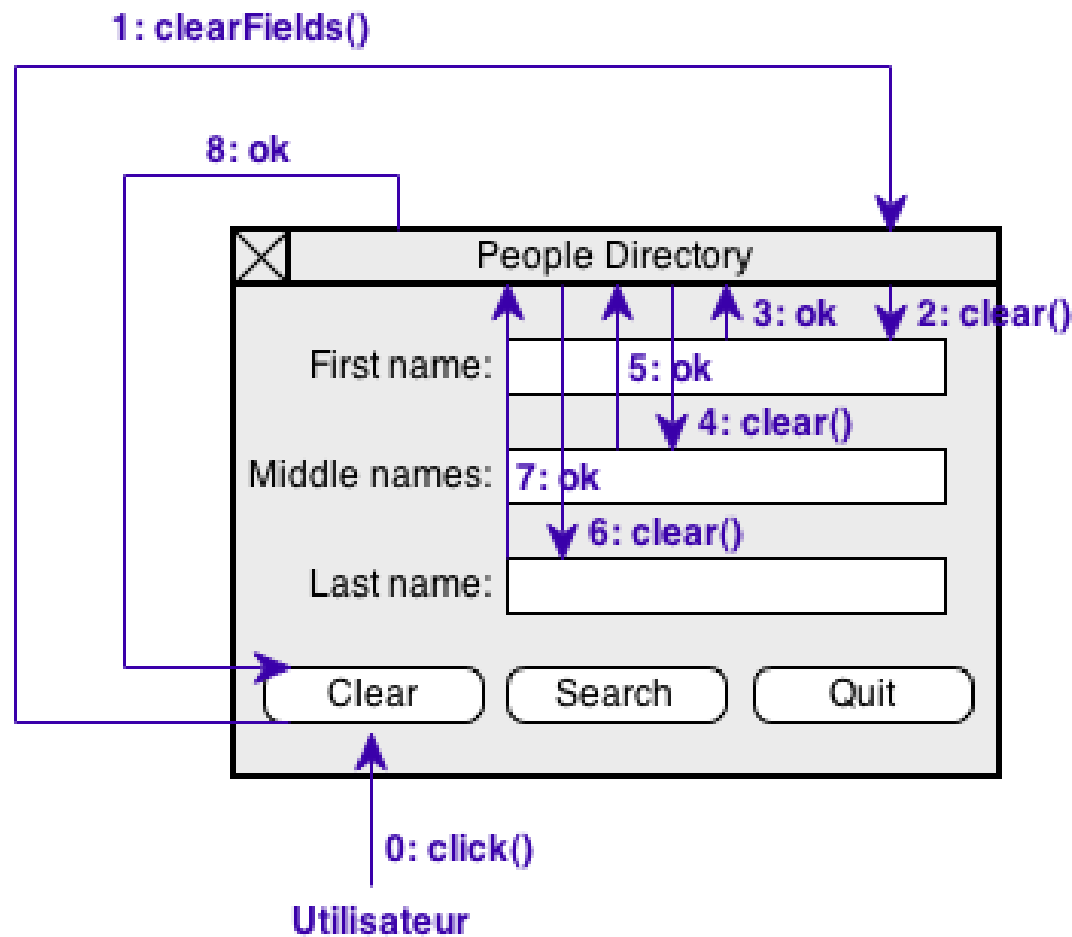 1: clearFields()
8: ok
People Directory
3: ok
2: clear()
First name:
5: ok
4: clear()
Middle names:
7: ok
6: clear()
Last name:
Clear
Search
Quit
0: click()
Utilisateur